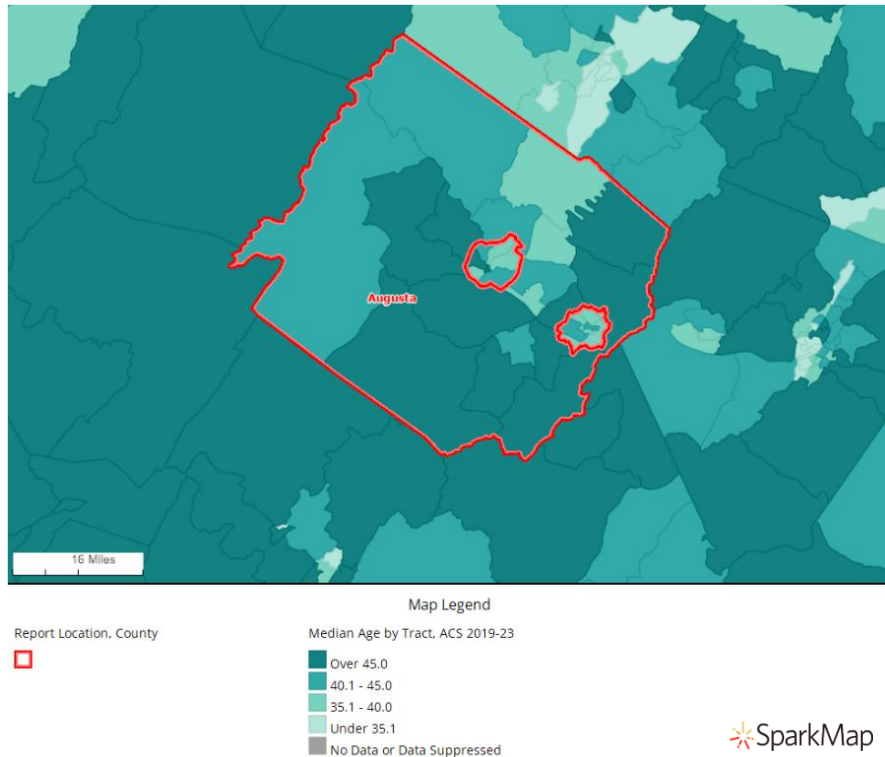 Augusta
16 Miles
Map Legend
Report Location, County
Median Age by Tract, ACS 2019-23
Over 45.0
40.1 - 45.0
35.1 - 40.0
Under 35.1
No Data or Data Suppressed
SparkMap